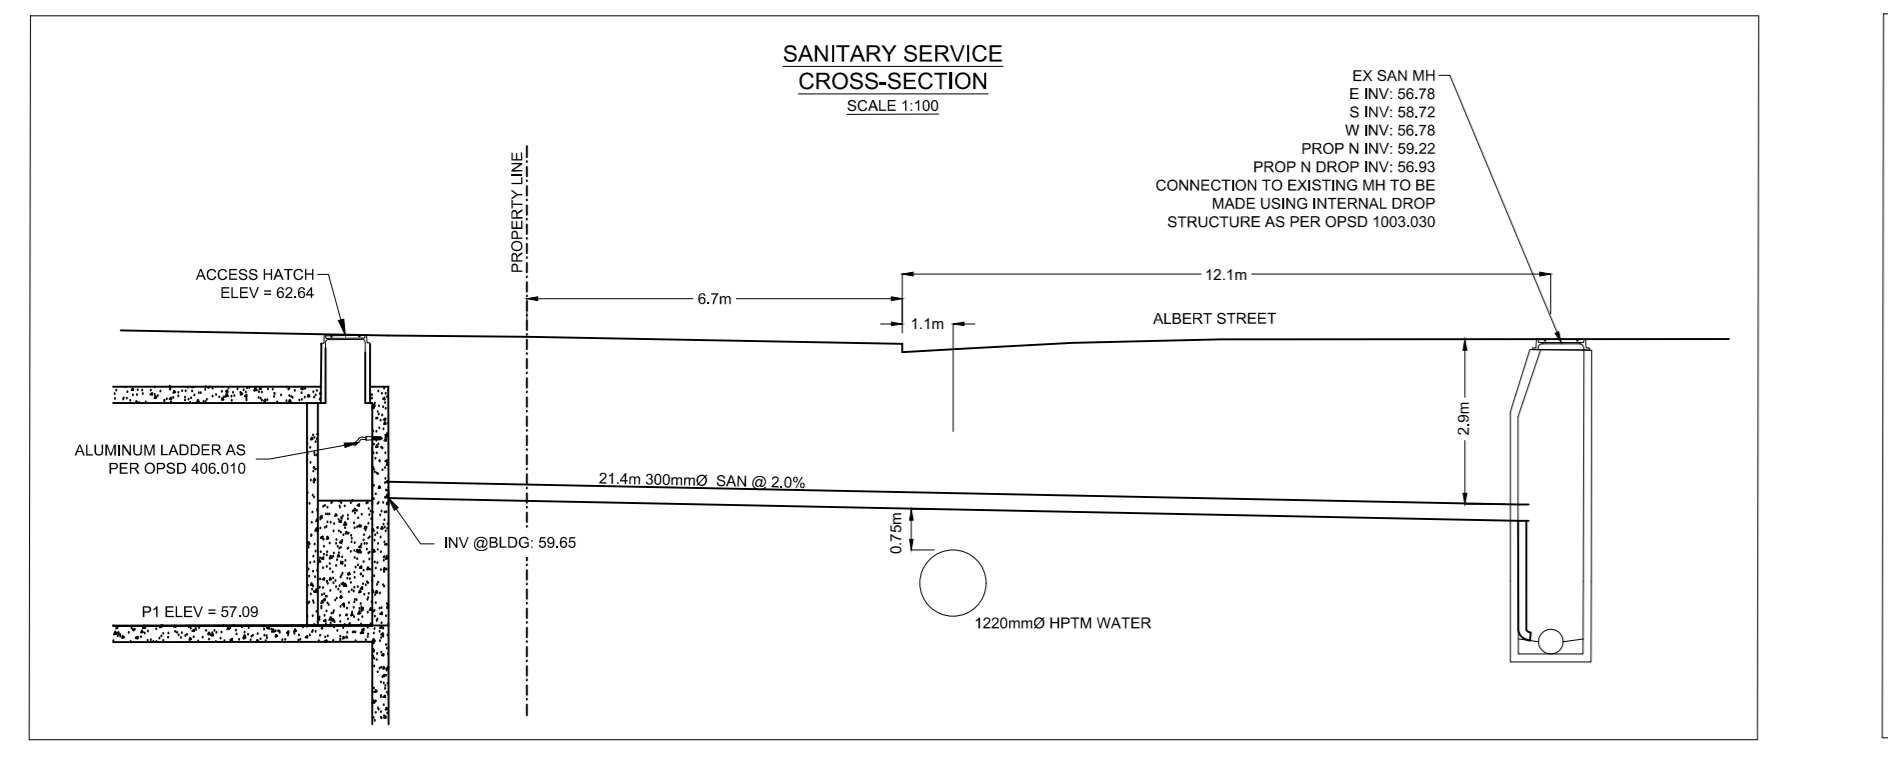 SANITARY SERVICE
CROSS-SECTION
SCALE 1:100
EX SAN MH
E INV: 56.78
S INV: 58.72
W INV: 56.78
PROP N INV: 59.22
PROP N DROP INV: 56.93
CONNECTION TO EXISTING MH TO BE
MADE USING INTERNAL DROP
STRUCTURE AS PER OPSD 1003.030
PROPERTY LINE
ACCESS HATCH
ELEV = 62.64
12.1m
6.7m
1.1m
ALBERT STREET
2.9m
ALUMINUM LADDER AS
PER OPSD 406.010
21.4m 300mmØ SAN @ 2.0%
0.75m
INV @BLDG: 59.65
P1 ELEV = 57.09
1220mmØ HPTM WATER